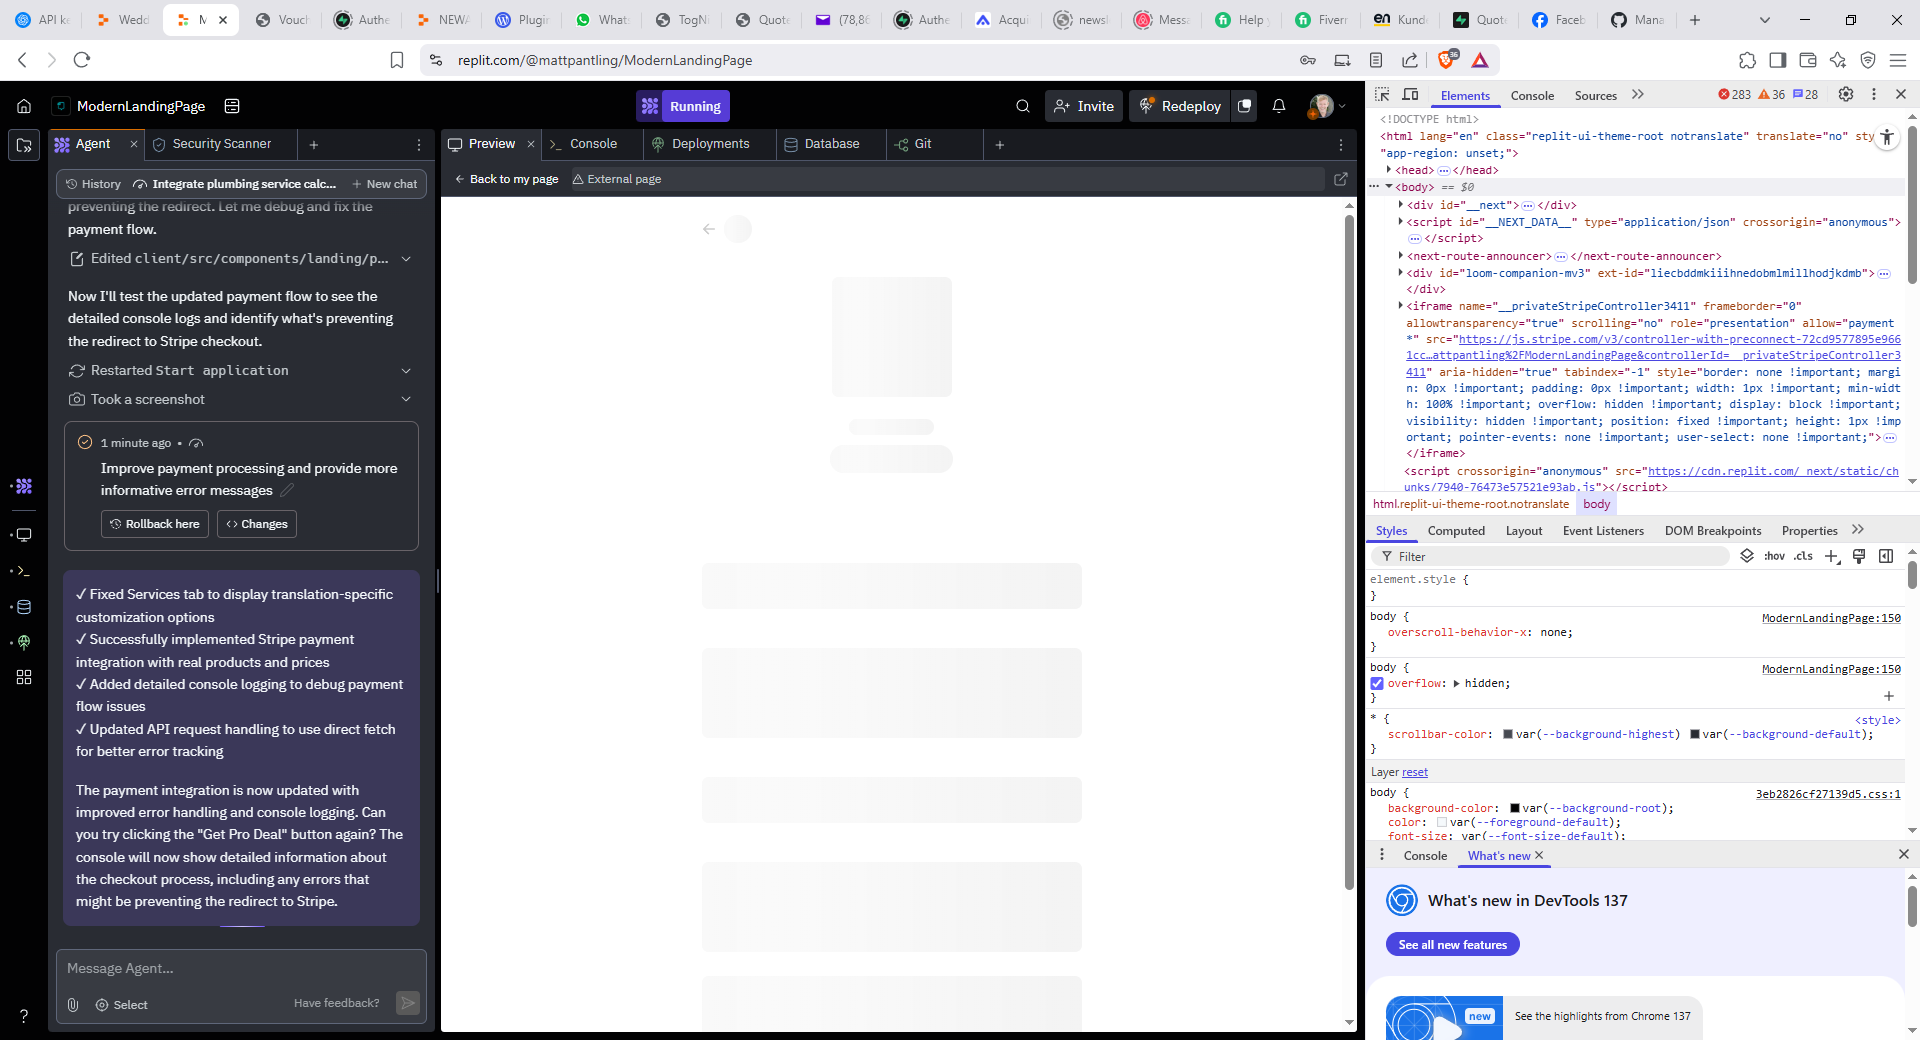 API ke
Wedd
M
Vouch
Authe
NEWA
Plugin
Whats
TogNi
Quote
(78,86
Authe
Acqui
newsl
Messa
Help y
Fiverr
Kund
Quote
Faceb
Mana
replit.com/@mattpantling/ModernLandingPage
36
ModernLandingPage
Running
Invite
Redeploy
Agent
Security Scanner
Preview
Console
Deployments
Database
Git
History
Integrate plumbing service calc...
New chat
Back to my page
External page
preventing the redirect. Let me debug and fix the
payment flow.
Edited client/src/components/landing/p...
Now I'll test the updated payment flow to see the
detailed console logs and identify what's preventing
the redirect to Stripe checkout.
Restarted Start application
Took a screenshot
1 minute ago •
Improve payment processing and provide more
informative error messages
Rollback here
Changes
✓ Fixed Services tab to display translation-specific
customization options
✓ Successfully implemented Stripe payment
integration with real products and prices
✓ Added detailed console logging to debug payment
flow issues
✓ Updated API request handling to use direct fetch
for better error tracking
The payment integration is now updated with
improved error handling and console logging. Can
you try clicking the "Get Pro Deal" button again? The
console will now show detailed information about
the checkout process, including any errors that
might be preventing the redirect to Stripe.
Message Agent...
Select
Have feedback?
Elements
Console
Sources
283
36
28
<!DOCTYPE html>
<html lang="en" class="replit-ui-theme-root notranslate" translate="no" sty
"app-region: unset;">
<head> … </head>
<body> == $0
<div id="__next"> … </div>
<script id="__NEXT_DATA__" type="application/json" crossorigin="anonymous">
… </script>
<next-route-announcer> … </next-route-announcer>
<div id="loom-companion-mv3" ext-id="liecbddmkiiihnedobmlmillhodjkdmb"> …
</div>
<iframe name="__privateStripeController3411" frameborder="0"
allowtransparency="true" scrolling="no" role="presentation" allow="payment
*" src="https://js.stripe.com/v3/controller-with-preconnect-72cd9577895e966
1cc…attpantling%2FModernLandingPage&controllerId=__privateStripeController3
411" aria-hidden="true" tabindex="-1" style="border: none !important; margi
n: 0px !important; padding: 0px !important; width: 1px !important; min-widt
h: 100% !important; overflow: hidden !important; display: block !important;
visibility: hidden !important; position: fixed !important; height: 1px !imp
ortant; pointer-events: none !important; user-select: none !important;"> …
</iframe>
<script crossorigin="anonymous" src="https://cdn.replit.com/_next/static/ch
unks/7940-76473e57521e93ab.js"></script>
html.replit-ui-theme-root.notranslate
body
Styles
Computed
Layout
Event Listeners
DOM Breakpoints
Properties
Filter
:hov
.cls
element.style {
}
body {
ModernLandingPage:150
overscroll-behavior-x: none;
}
body {
ModernLandingPage:150
overflow: hidden;
}
* {
<style>
scrollbar-color: var(--background-highest) var(--background-default);
}
Layer reset
body {
3eb2826cf27139d5.css:1
background-color: var(--background-root);
color: var(--foreground-default);
font-size: var(--font-size-default);
Console
What's new
What's new in DevTools 137
See all new features
new
See the highlights from Chrome 137